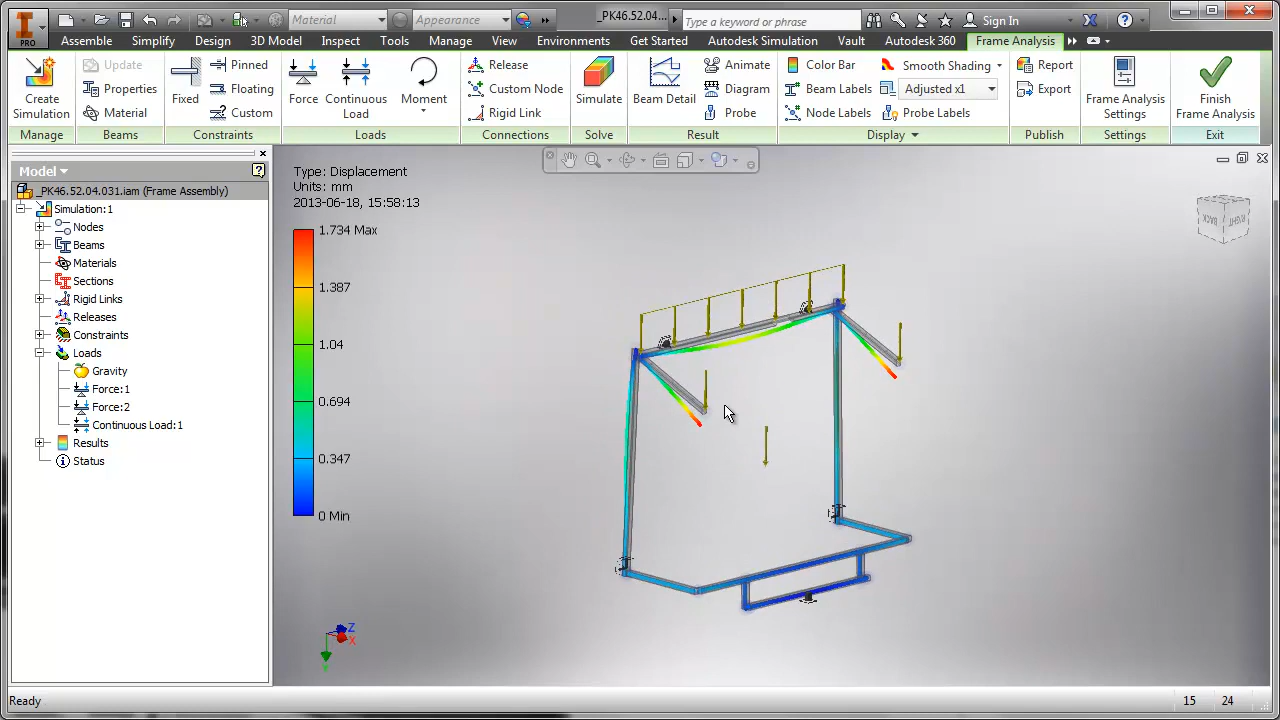 Material
Appearance
_PK46.52.04...
Type a keyword or phrase
Sign In
PRO
Assemble Simplify Design 3D Model Inspect Tools Manage View Environments Get Started Autodesk Simulation Vault Autodesk 360 Frame Analysis
Create Simulation
Manage
Update
Properties
Material
Beams
Fixed
Pinned
Floating
Custom
Constraints
Force
Continuous Load
Moment
Loads
Release
Custom Node
Rigid Link
Connections
Simulate
Solve
Beam Detail
Animate
Diagram
Probe
Result
Color Bar
Beam Labels
Node Labels
Smooth Shading
Adjusted x1
Probe Labels
Display
Report
Export
Publish
Frame Analysis Settings
Settings
Finish Frame Analysis
Exit
Model
_PK46.52.04.031.iam (Frame Assembly)
Simulation:1
Nodes
Beams
Materials
Sections
Rigid Links
Releases
Constraints
Loads
Gravity
Force:1
Force:2
Continuous Load:1
Results
Status
Type: Displacement
Units: mm
2013-06-18, 15:58:13
1.734 Max
1.387
1.04
0.694
0.347
0 Min
BACK
RIGHT
Z
X
Ready
15
24